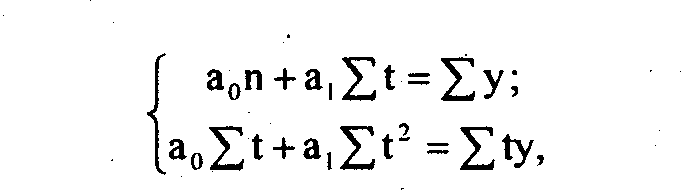 a₀n + a₁∑t = ∑y;
a₀∑t + a₁∑t² = ∑ty,